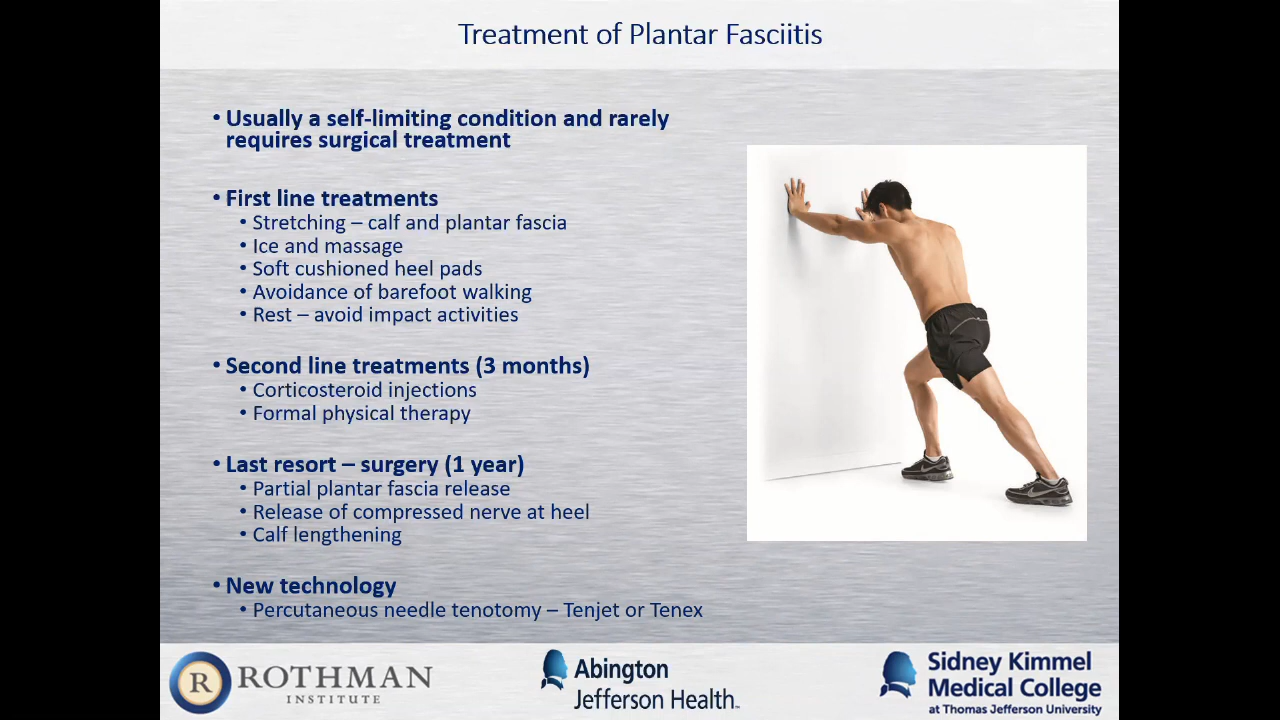 Treatment of Plantar Fasciitis
• Usually a self-limiting condition and rarely
requires surgical treatment
• First line treatments
• Stretching – calf and plantar fascia
• Ice and massage
• Soft cushioned heel pads
• Avoidance of barefoot walking
• Rest – avoid impact activities
• Second line treatments (3 months)
• Corticosteroid injections
• Formal physical therapy
• Last resort – surgery (1 year)
• Partial plantar fascia release
• Release of compressed nerve at heel
• Calf lengthening
• New technology
• Percutaneous needle tenotomy – Tenjet or Tenex
R ROTHMAN
INSTITUTE
Abington
Jefferson Health™
Sidney Kimmel
Medical College
at Thomas Jefferson University